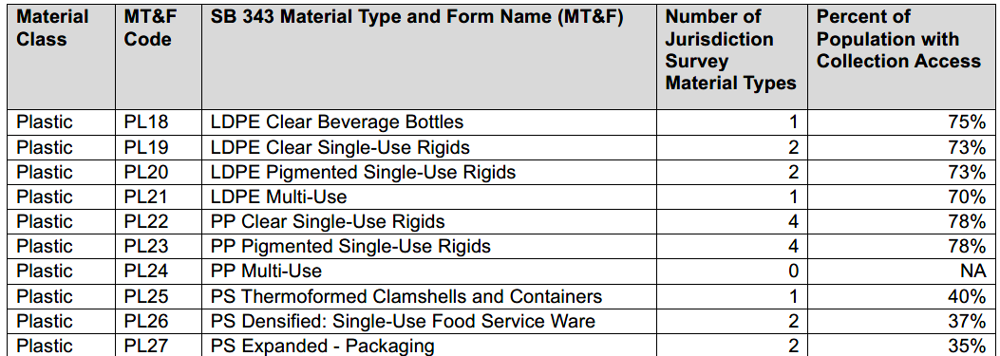 Material Class MT&F Code SB 343 Material Type and Form Name (MT&F) Number of Jurisdiction Survey Material Types Percent of Population with Collection Access
Plastic PL18 LDPE Clear Beverage Bottles 1 75%
Plastic PL19 LDPE Clear Single-Use Rigids 2 73%
Plastic PL20 LDPE Pigmented Single-Use Rigids 2 73%
Plastic PL21 LDPE Multi-Use 1 70%
Plastic PL22 PP Clear Single-Use Rigids 4 78%
Plastic PL23 PP Pigmented Single-Use Rigids 4 78%
Plastic PL24 PP Multi-Use 0 NA
Plastic PL25 PS Thermoformed Clamshells and Containers 1 40%
Plastic PL26 PS Densified: Single-Use Food Service Ware 2 37%
Plastic PL27 PS Expanded - Packaging 2 35%